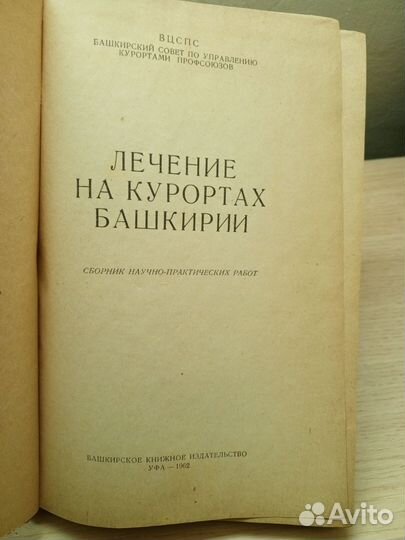 ВЦСПС
БАШКИРСКИЙ СОВЕТ ПО УПРАВЛЕНИЮ
КУРОРТАМИ ПРОФСОЮЗОВ
ЛЕЧЕНИЕ
НА КУРОРТАХ
БАШКИРИИ
СБОРНИК НАУЧНО-ПРАКТИЧЕСКИХ РАБОТ
БАШКИРСКОЕ КНИЖНОЕ ИЗДАТЕЛЬСТВО
УФА — 1962
Avito